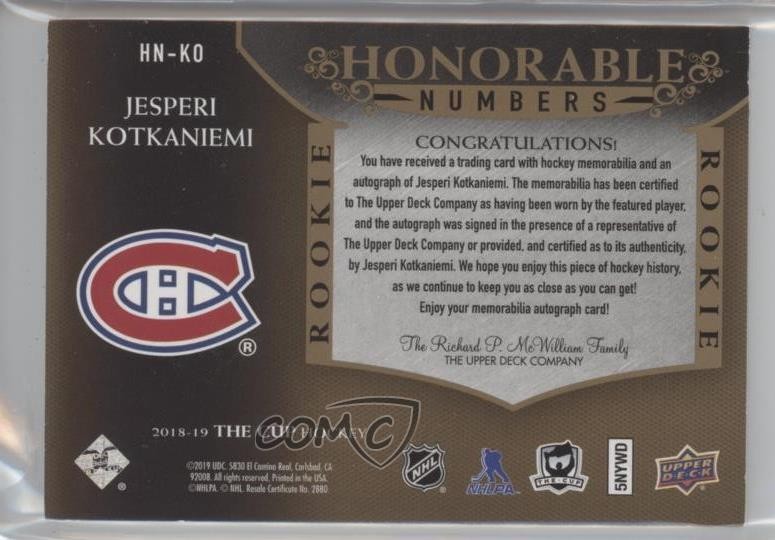 HN-KO
JESPERI
KOTKANIEMI
HONORABLE
NUMBERS
ROOKIE
ROOKIE
CONGRATULATIONS!
You have received a trading card with hockey memorabilia and an
autograph of Jesperi Kotkaniemi. The memorabilia has been certified
to The Upper Deck Company as having been worn by the featured player,
and the autograph was signed in the presence of a representative of
The Upper Deck Company or provided, and certified as to its authenticity,
by Jesperi Kotkaniemi. We hope you enjoy this piece of hockey history,
as we continue to keep you as close as you can get!
Enjoy your memorabilia autograph card!
The Richard P. McWilliam Family
THE UPPER DECK COMPANY
®
2018-19 THE CUP HOCKEY
COMC
©2019 UDC. 5830 El Camino Real, Carlsbad, CA
92008. All rights reserved. Printed in the USA.
©NHLPA. © NHL. Resale Certificate No. 2880
NHL
NHLPA
THE CUP
5NYWD
UPPER
DECK